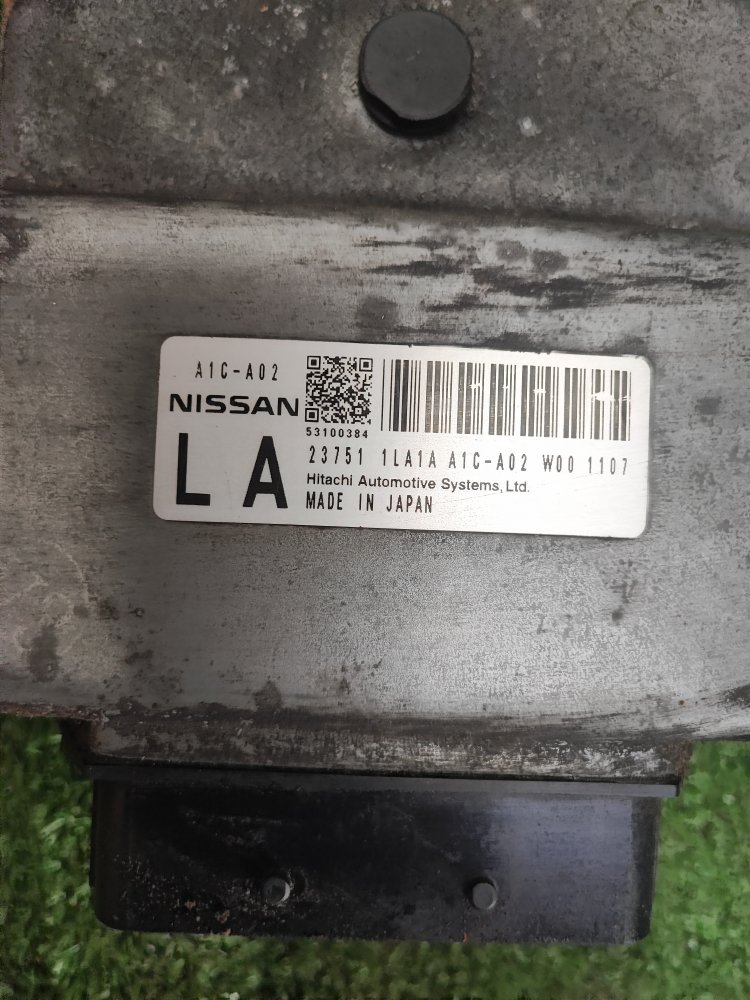 A1C-A02
NISSAN
LA
53100384
23751 1LA1A A1C-A02 W00 1107
Hitachi Automotive Systems, Ltd.
MADE IN JAPAN